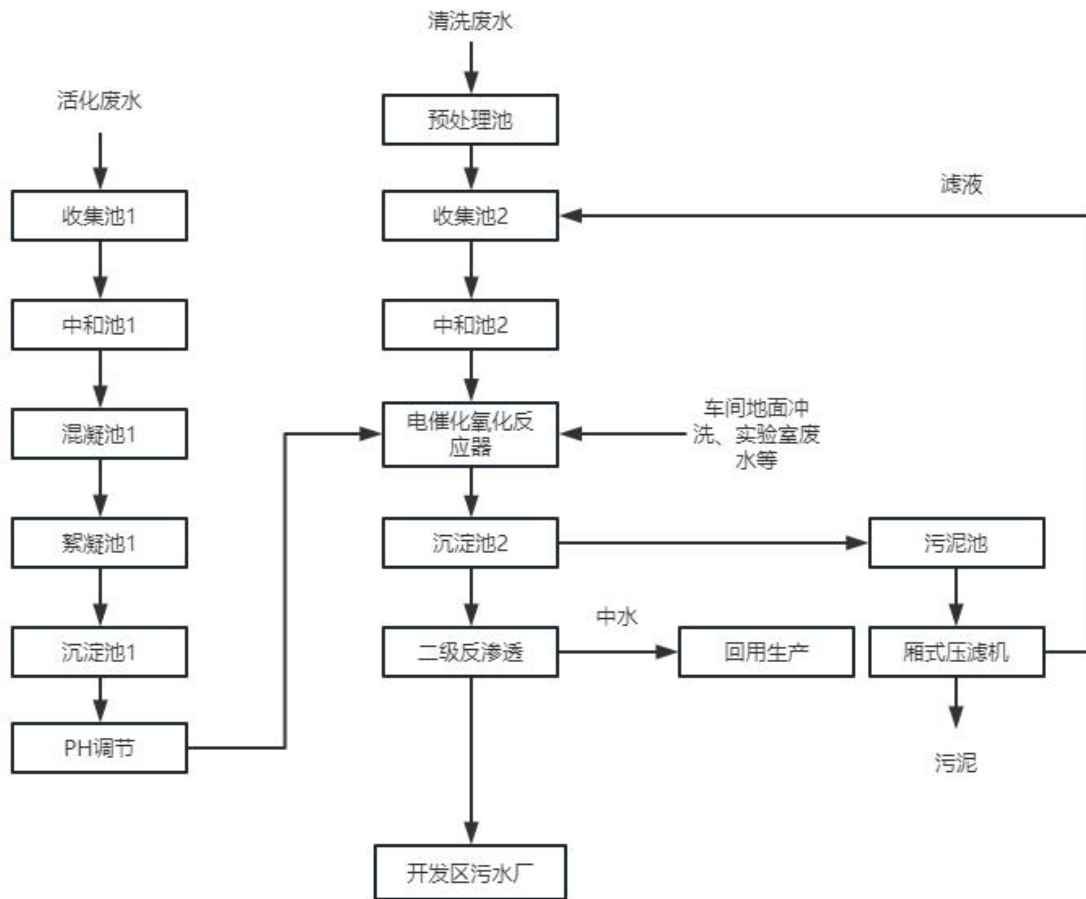 清洗废水
活化废水
预处理池
收集池1
收集池2
滤液
中和池1
中和池2
混凝池1
电催化氧化反
应器
车间地面冲
洗、实验室废
水等
絮凝池1
沉淀池2
污泥池
沉淀池1
二级反渗透
中水
回用生产
厢式压滤机
PH调节
污泥
开发区污水厂